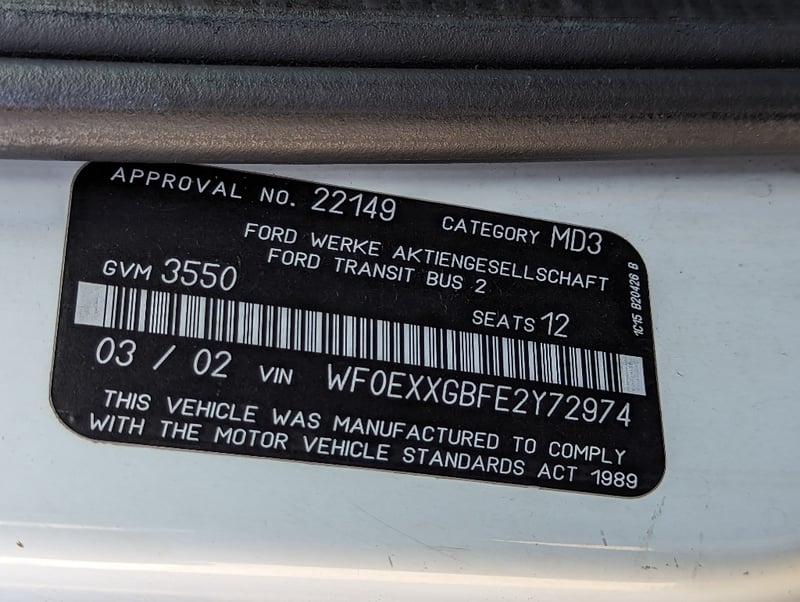 APPROVAL NO. 22149 CATEGORY MD3
FORD WERKE AKTIENGESELLSCHAFT
FORD TRANSIT BUS 2
GVM 3550
SEATS 12
03 / 02 VIN WF0EXXGBFE2Y72974
THIS VEHICLE WAS MANUFACTURED TO COMPLY
WITH THE MOTOR VEHICLE STANDARDS ACT 1989
1C15 B20426 B